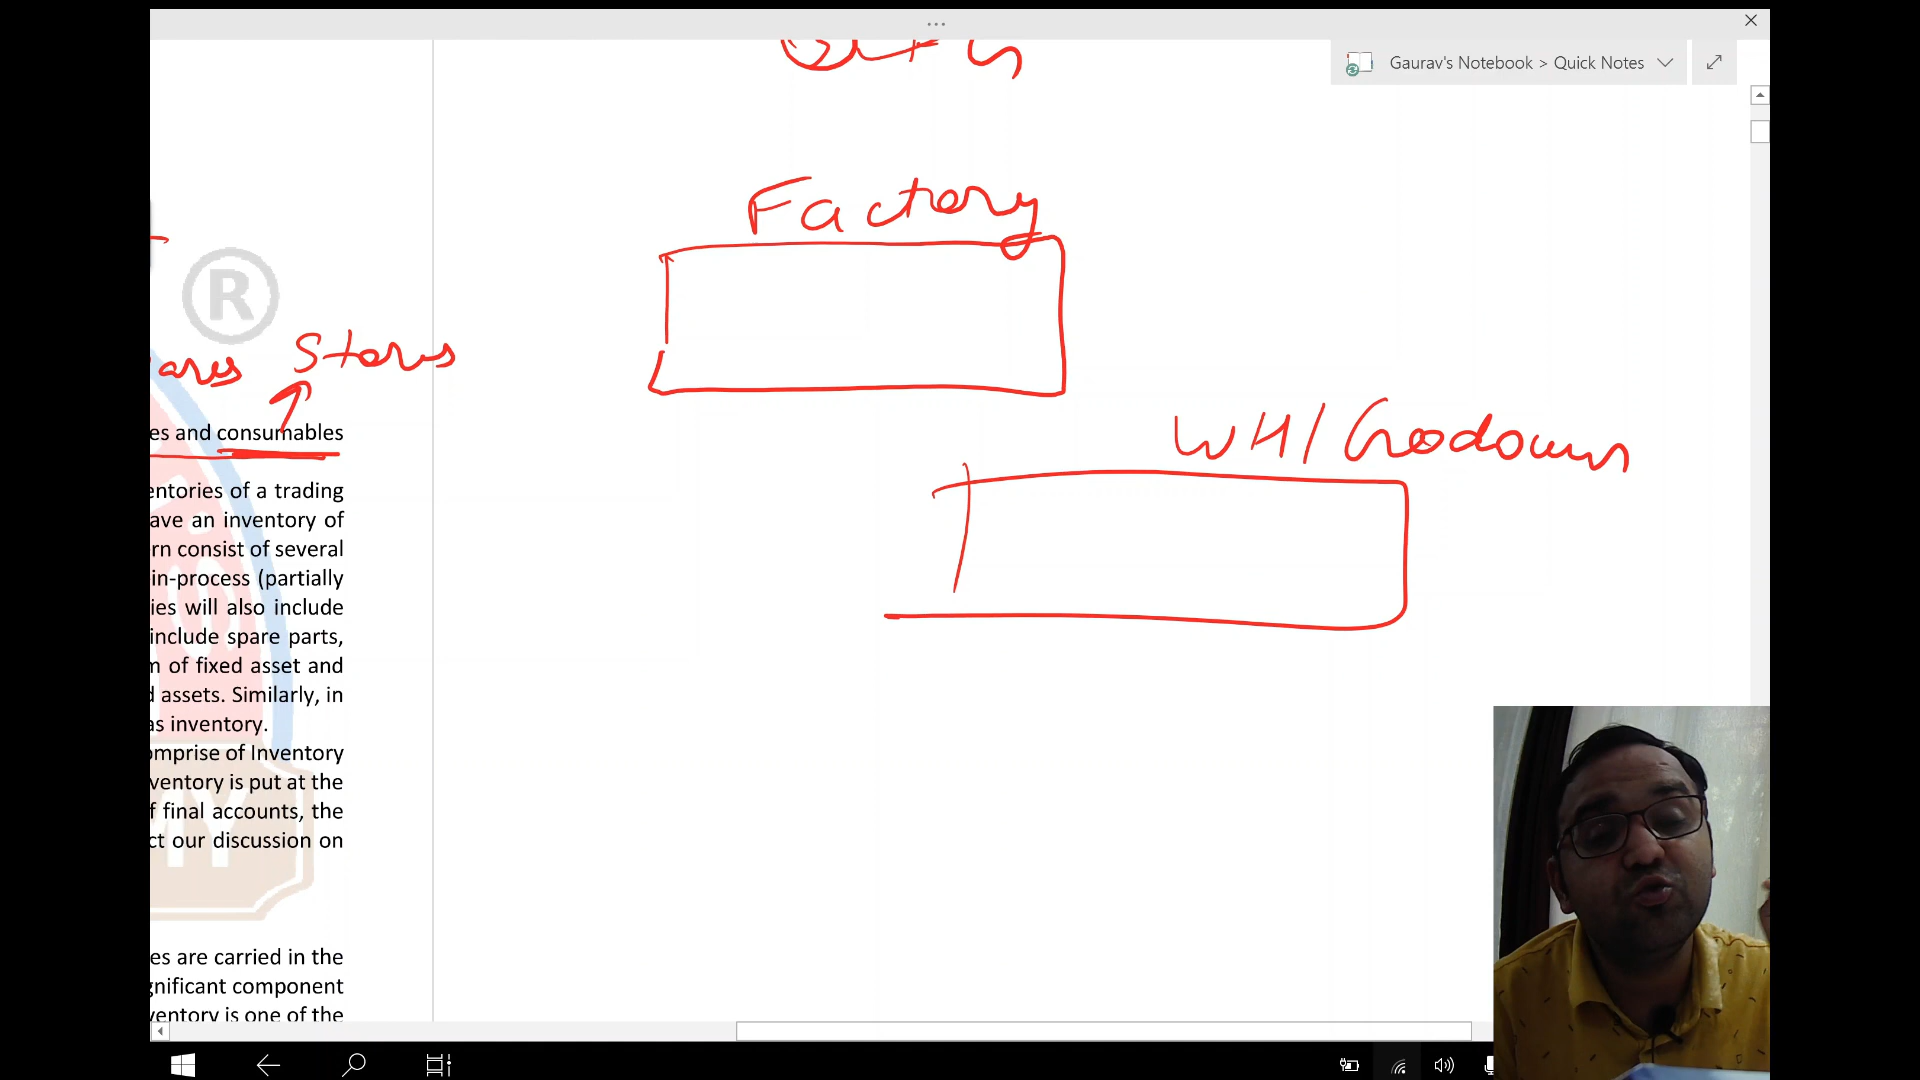 Gaurav's Notebook > Quick Notes
Factory
®
Stores
WH/Godown
es and consumables
entories of a trading
ave an inventory of
rn consist of several
in-process (partially
ies will also include
include spare parts,
m of fixed asset and
d assets. Similarly, in
as inventory.
omprise of Inventory
ventory is put at the
f final accounts, the
ct our discussion on
MY
es are carried in the
gnificant component
ventory is one of the